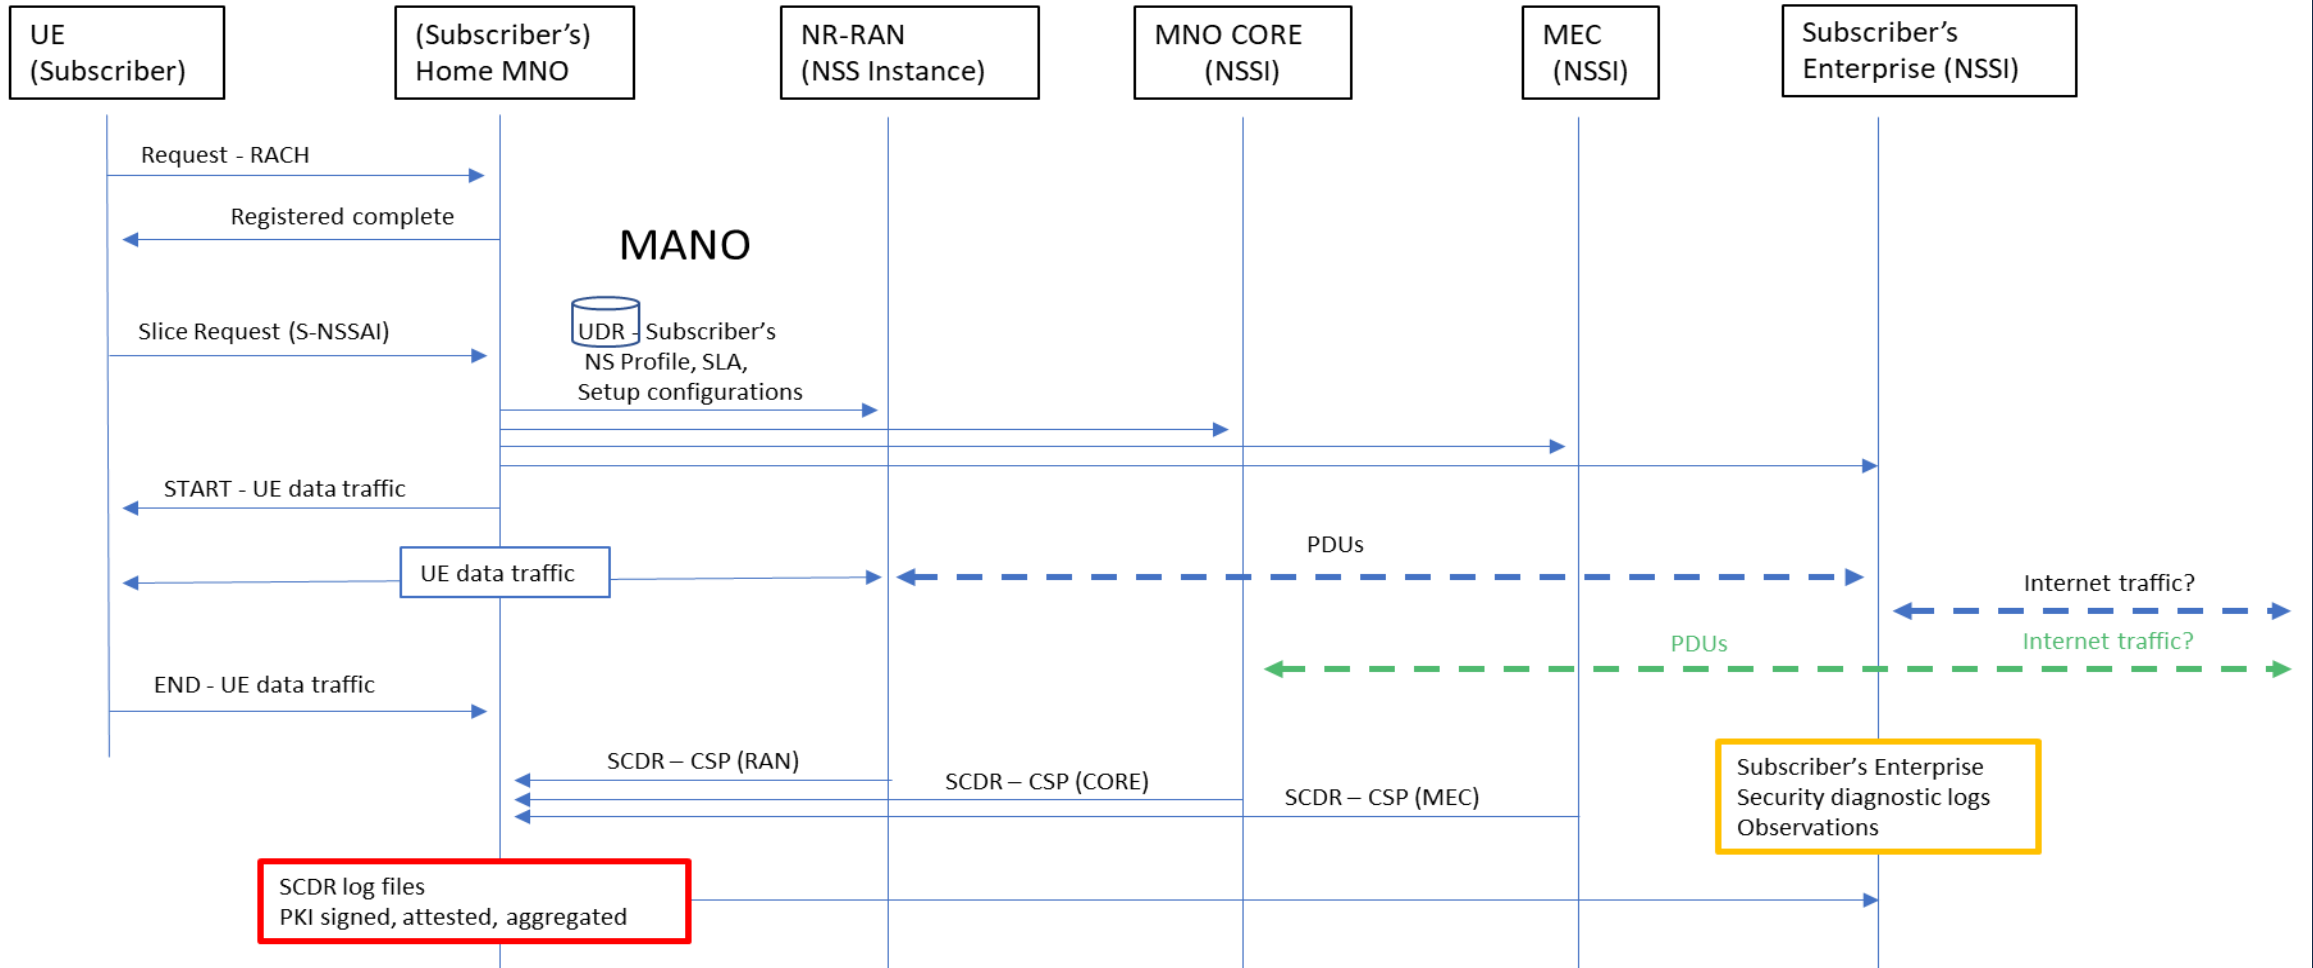 UE
(Subscriber)
(Subscriber's)
Home MNO
NR-RAN
(NSS Instance)
MNO CORE
(NSSI)
MEC
(NSSI)
Subscriber's
Enterprise (NSSI)
Request - RACH
Registered complete
MANO
Slice Request (S-NSSAI)
UDR - Subscriber's
NS Profile, SLA,
Setup configurations
START - UE data traffic
UE data traffic
PDUs
Internet traffic?
PDUs
Internet traffic?
END - UE data traffic
SCDR – CSP (RAN)
SCDR – CSP (CORE)
SCDR – CSP (MEC)
Subscriber's Enterprise
Security diagnostic logs
Observations
SCDR log files
PKI signed, attested, aggregated